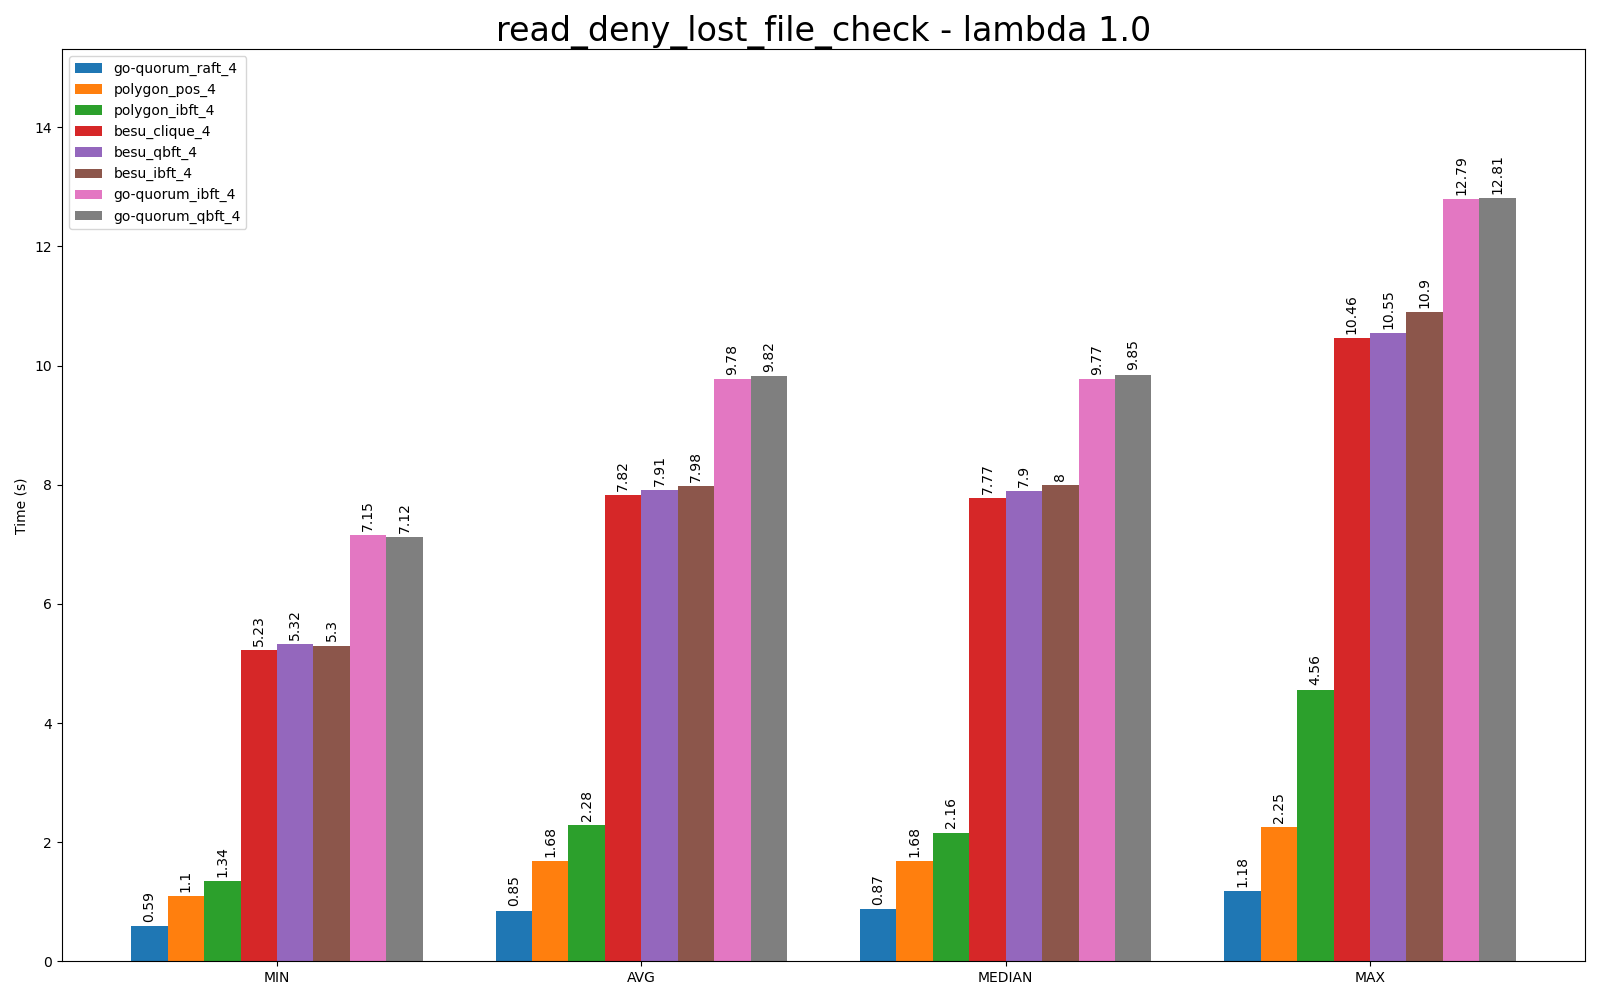 read_deny_lost_file_check - lambda 1.0
go-quorum_raft_4
polygon_pos_4
polygon_ibft_4
besu_clique_4
besu_qbft_4
besu_ibft_4
go-quorum_ibft_4
go-quorum_qbft_4
Time (s)
14
12
10
8
6
4
2
0
0.59
1.1
1.34
5.23
5.32
5.3
7.15
7.12
0.85
1.68
2.28
7.82
7.91
7.98
9.78
9.82
0.87
1.68
2.16
7.77
7.9
8
9.77
9.85
1.18
2.25
4.56
10.46
10.55
10.9
12.79
12.81
MIN
AVG
MEDIAN
MAX